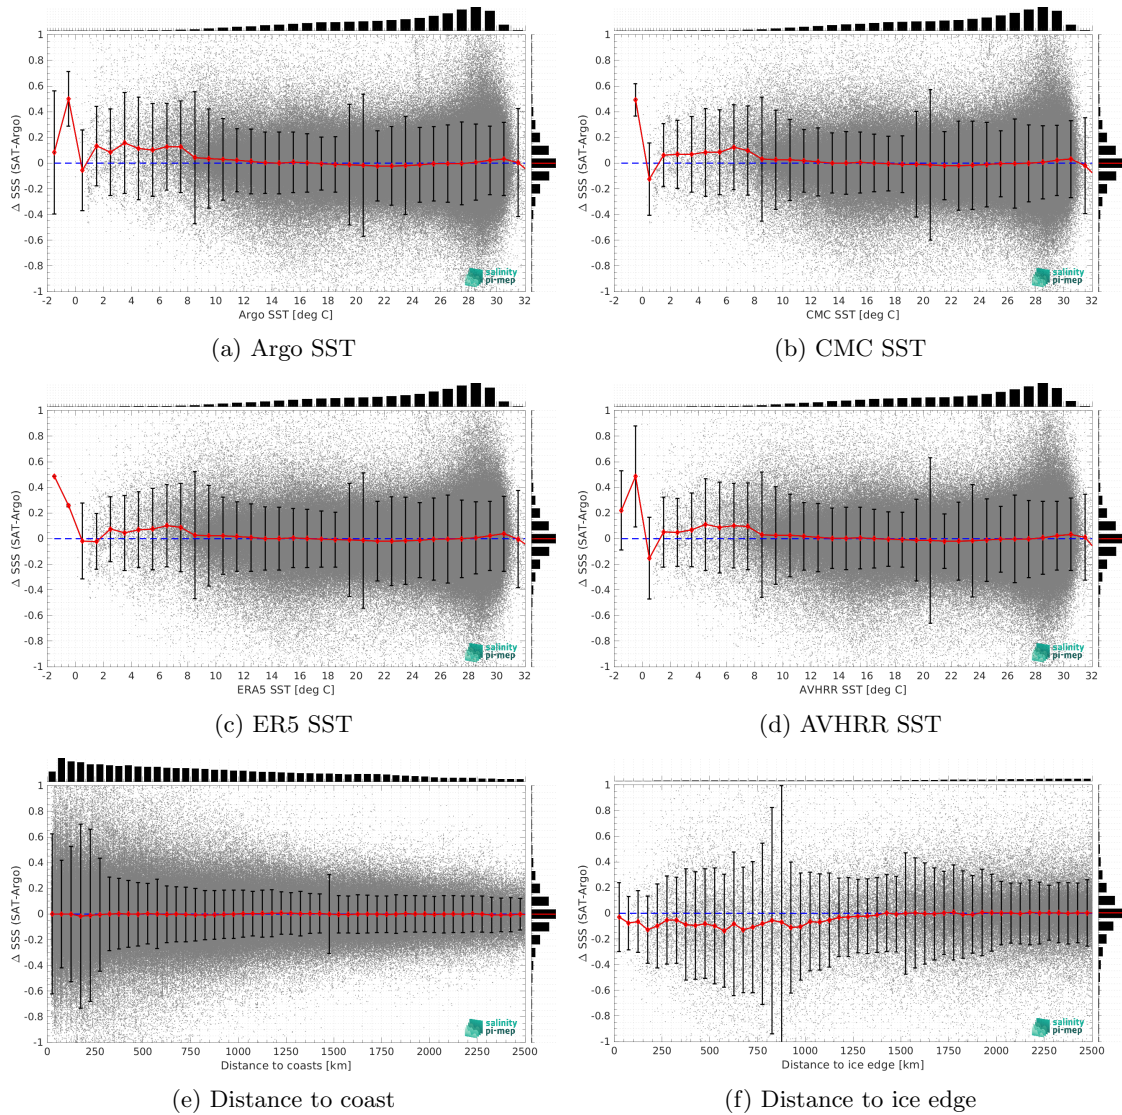 1
0.8
0.6
0.4
0.2
0
-0.2
-0.4
-0.6
-0.8
-1
Δ SSS (SAT-Argo)
-2 0 2 4 6 8 10 12 14 16 18 20 22 24 26 28 30 32
Argo SST [deg C]
salinity
pi-mep
(a) Argo SST
1
0.8
0.6
0.4
0.2
0
-0.2
-0.4
-0.6
-0.8
-1
Δ SSS (SAT-Argo)
-2 0 2 4 6 8 10 12 14 16 18 20 22 24 26 28 30 32
CMC SST [deg C]
salinity
pi-mep
(b) CMC SST
1
0.8
0.6
0.4
0.2
0
-0.2
-0.4
-0.6
-0.8
-1
Δ SSS (SAT-Argo)
-2 0 2 4 6 8 10 12 14 16 18 20 22 24 26 28 30 32
ERA5 SST [deg C]
salinity
pi-mep
(c) ER5 SST
1
0.8
0.6
0.4
0.2
0
-0.2
-0.4
-0.6
-0.8
-1
Δ SSS (SAT-Argo)
-2 0 2 4 6 8 10 12 14 16 18 20 22 24 26 28 30 32
AVHRR SST [deg C]
salinity
pi-mep
(d) AVHRR SST
1
0.8
0.6
0.4
0.2
0
-0.2
-0.4
-0.6
-0.8
-1
Δ SSS (SAT-Argo)
0 250 500 750 1000 1250 1500 1750 2000 2250 2500
Distance to coasts [km]
salinity
pi-mep
(e) Distance to coast
1
0.8
0.6
0.4
0.2
0
-0.2
-0.4
-0.6
-0.8
-1
Δ SSS (SAT-Argo)
0 250 500 750 1000 1250 1500 1750 2000 2250 2500
Distance to ice edge [km]
salinity
pi-mep
(f) Distance to ice edge